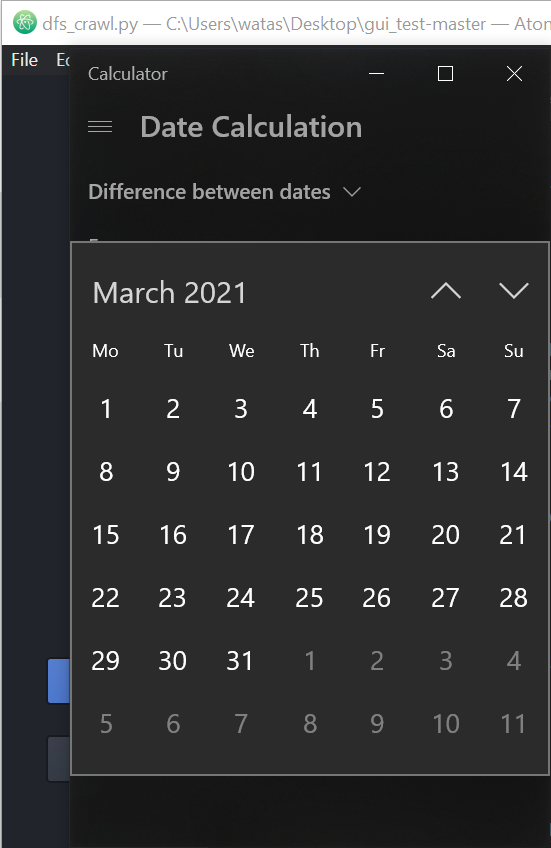 dfs_crawl.py — C:\Users\watas\Desktop\gui_test-master — Atom
File
Calculator
Date Calculation
Difference between dates
March 2021
Mo Tu We Th Fr Sa Su
1 2 3 4 5 6 7
8 9 10 11 12 13 14
15 16 17 18 19 20 21
22 23 24 25 26 27 28
29 30 31 1 2 3 4
5 6 7 8 9 10 11